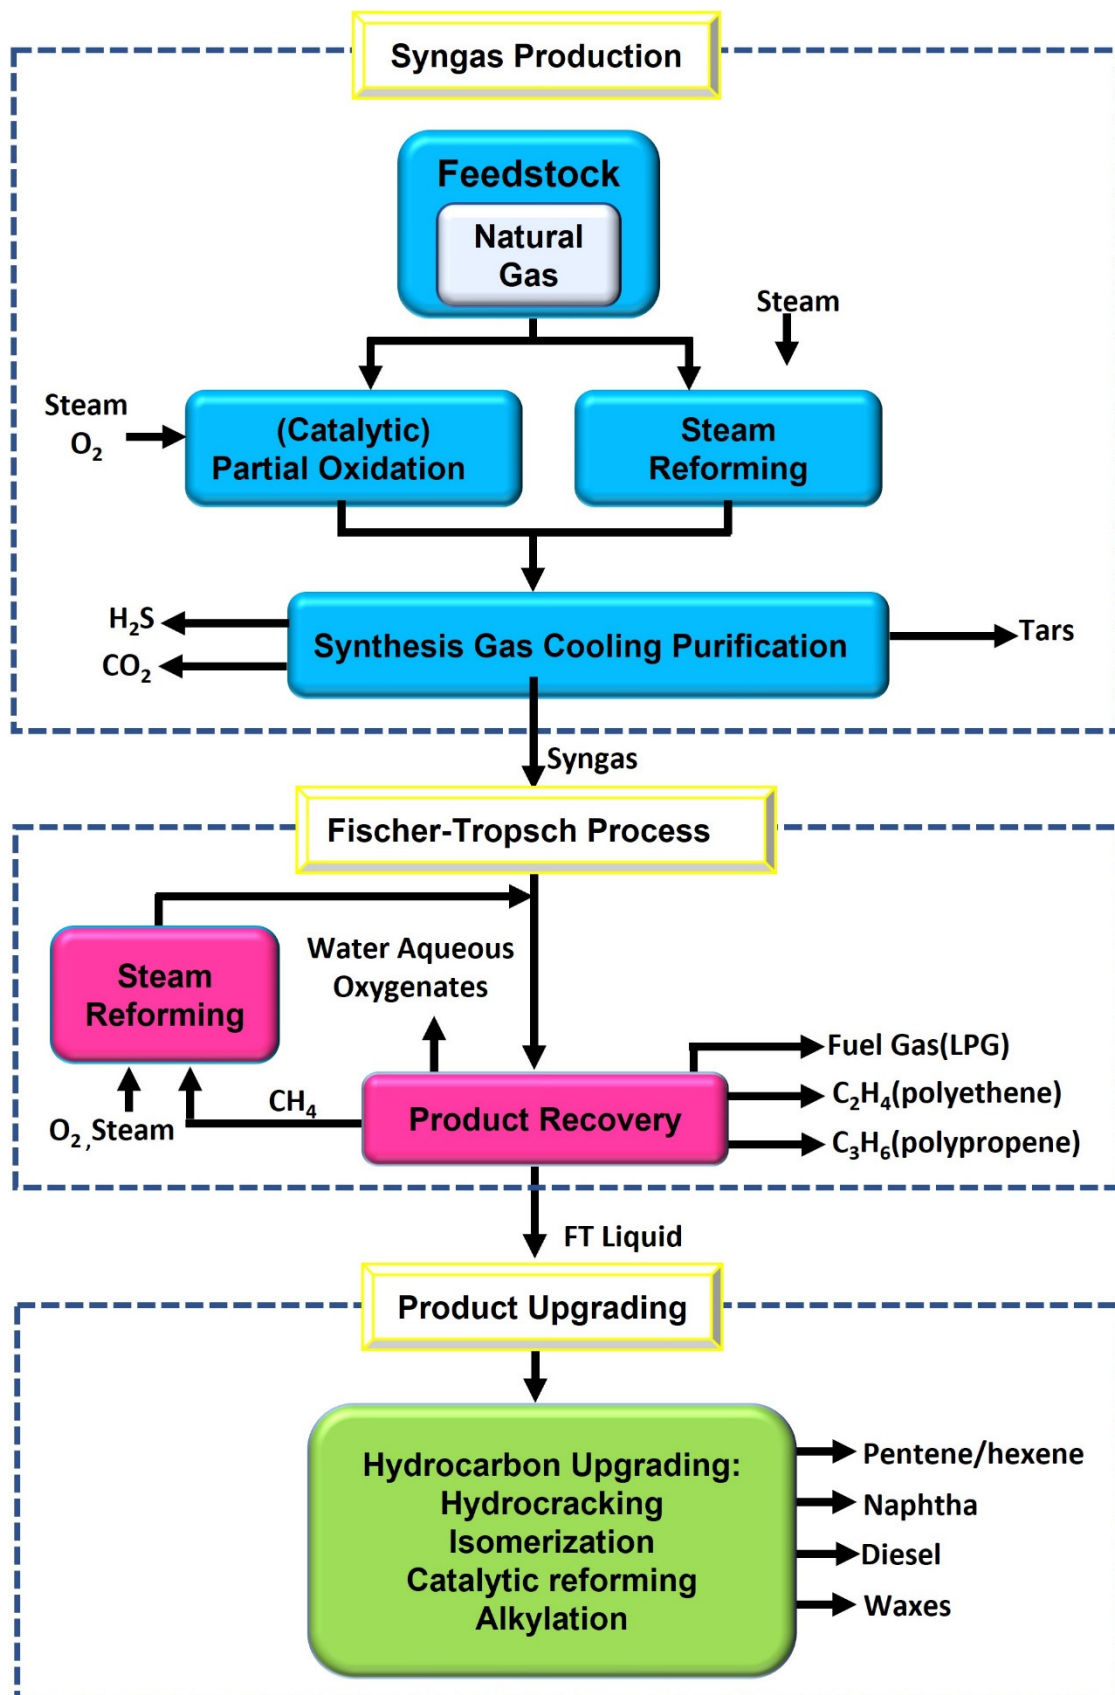 Syngas Production
Feedstock
Natural
Gas
Steam
Steam
O₂
(Catalytic)
Partial Oxidation
Steam
Reforming
H₂S
CO₂
Synthesis Gas Cooling Purification
Tars
Syngas
Fischer-Tropsch Process
Steam
Reforming
Water Aqueous
Oxygenates
O₂,Steam
CH₄
Product Recovery
Fuel Gas(LPG)
C₂H₄(polyethene)
C₃H₆(polypropene)
FT Liquid
Product Upgrading
Hydrocarbon Upgrading:
Hydrocracking
Isomerization
Catalytic reforming
Alkylation
Pentene/hexene
Naphtha
Diesel
Waxes